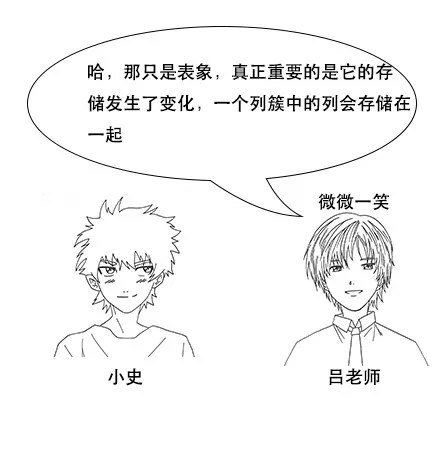 哈，那只是表象，真正重要的是它的存
储发生了变化，一个列簇中的列会存储在
一起
微微一笑
小史
吕老师